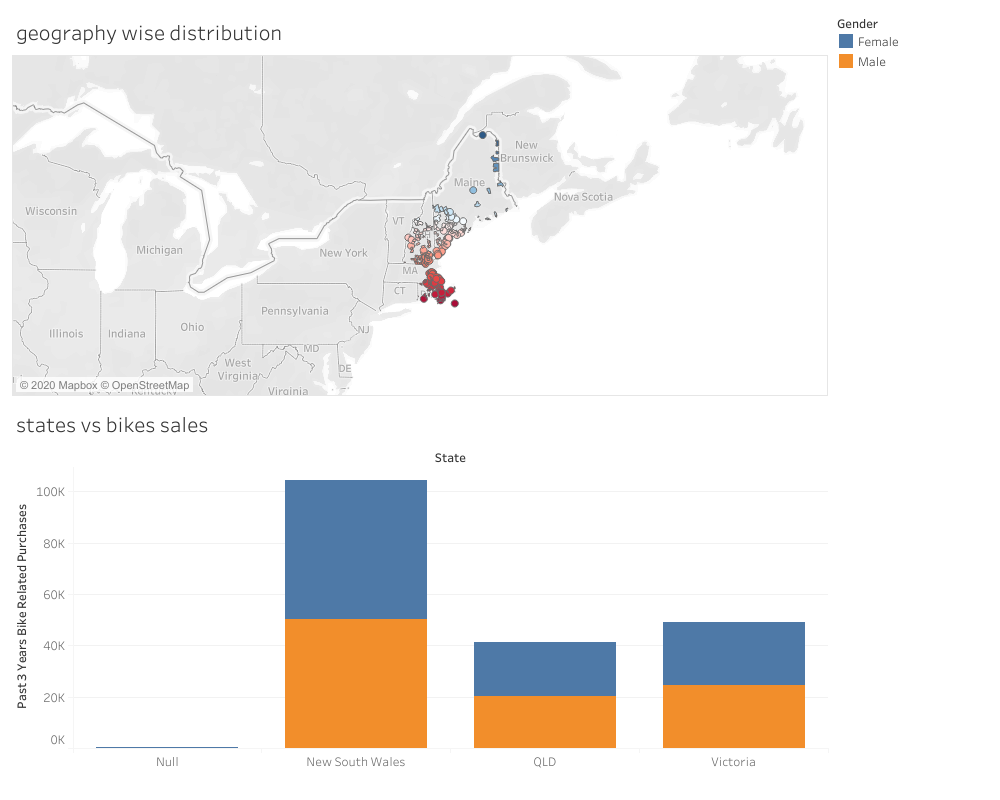 geography wise distribution
Gender
Female
Male
New
Brunswick
Maine
Nova Scotia
Wisconsin
VT
Michigan
New York
MA
CT
Pennsylvania
Illinois
Indiana
Ohio
NJ
MD
West
Virginia
DE
© 2020 Mapbox © OpenStreetMap
Kentucky
Virginia
states vs bikes sales
State
Past 3 Years Bike Related Purchases
100K
80K
60K
40K
20K
0K
Null
New South Wales
QLD
Victoria